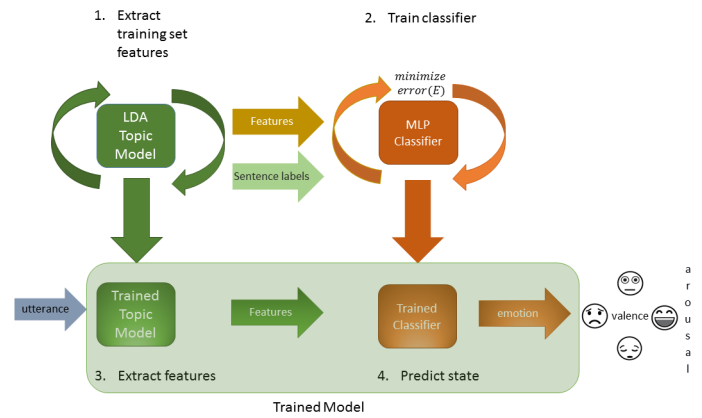 1. Extract
training set
features
2. Train classifier
minimize
error(E)
LDA
Topic
Model
Features
MLP
Classifier
Sentence labels
utterance
Trained
Topic
Model
Features
Trained
Classifier
emotion
valence
arousal
3. Extract features
4. Predict state
Trained Model